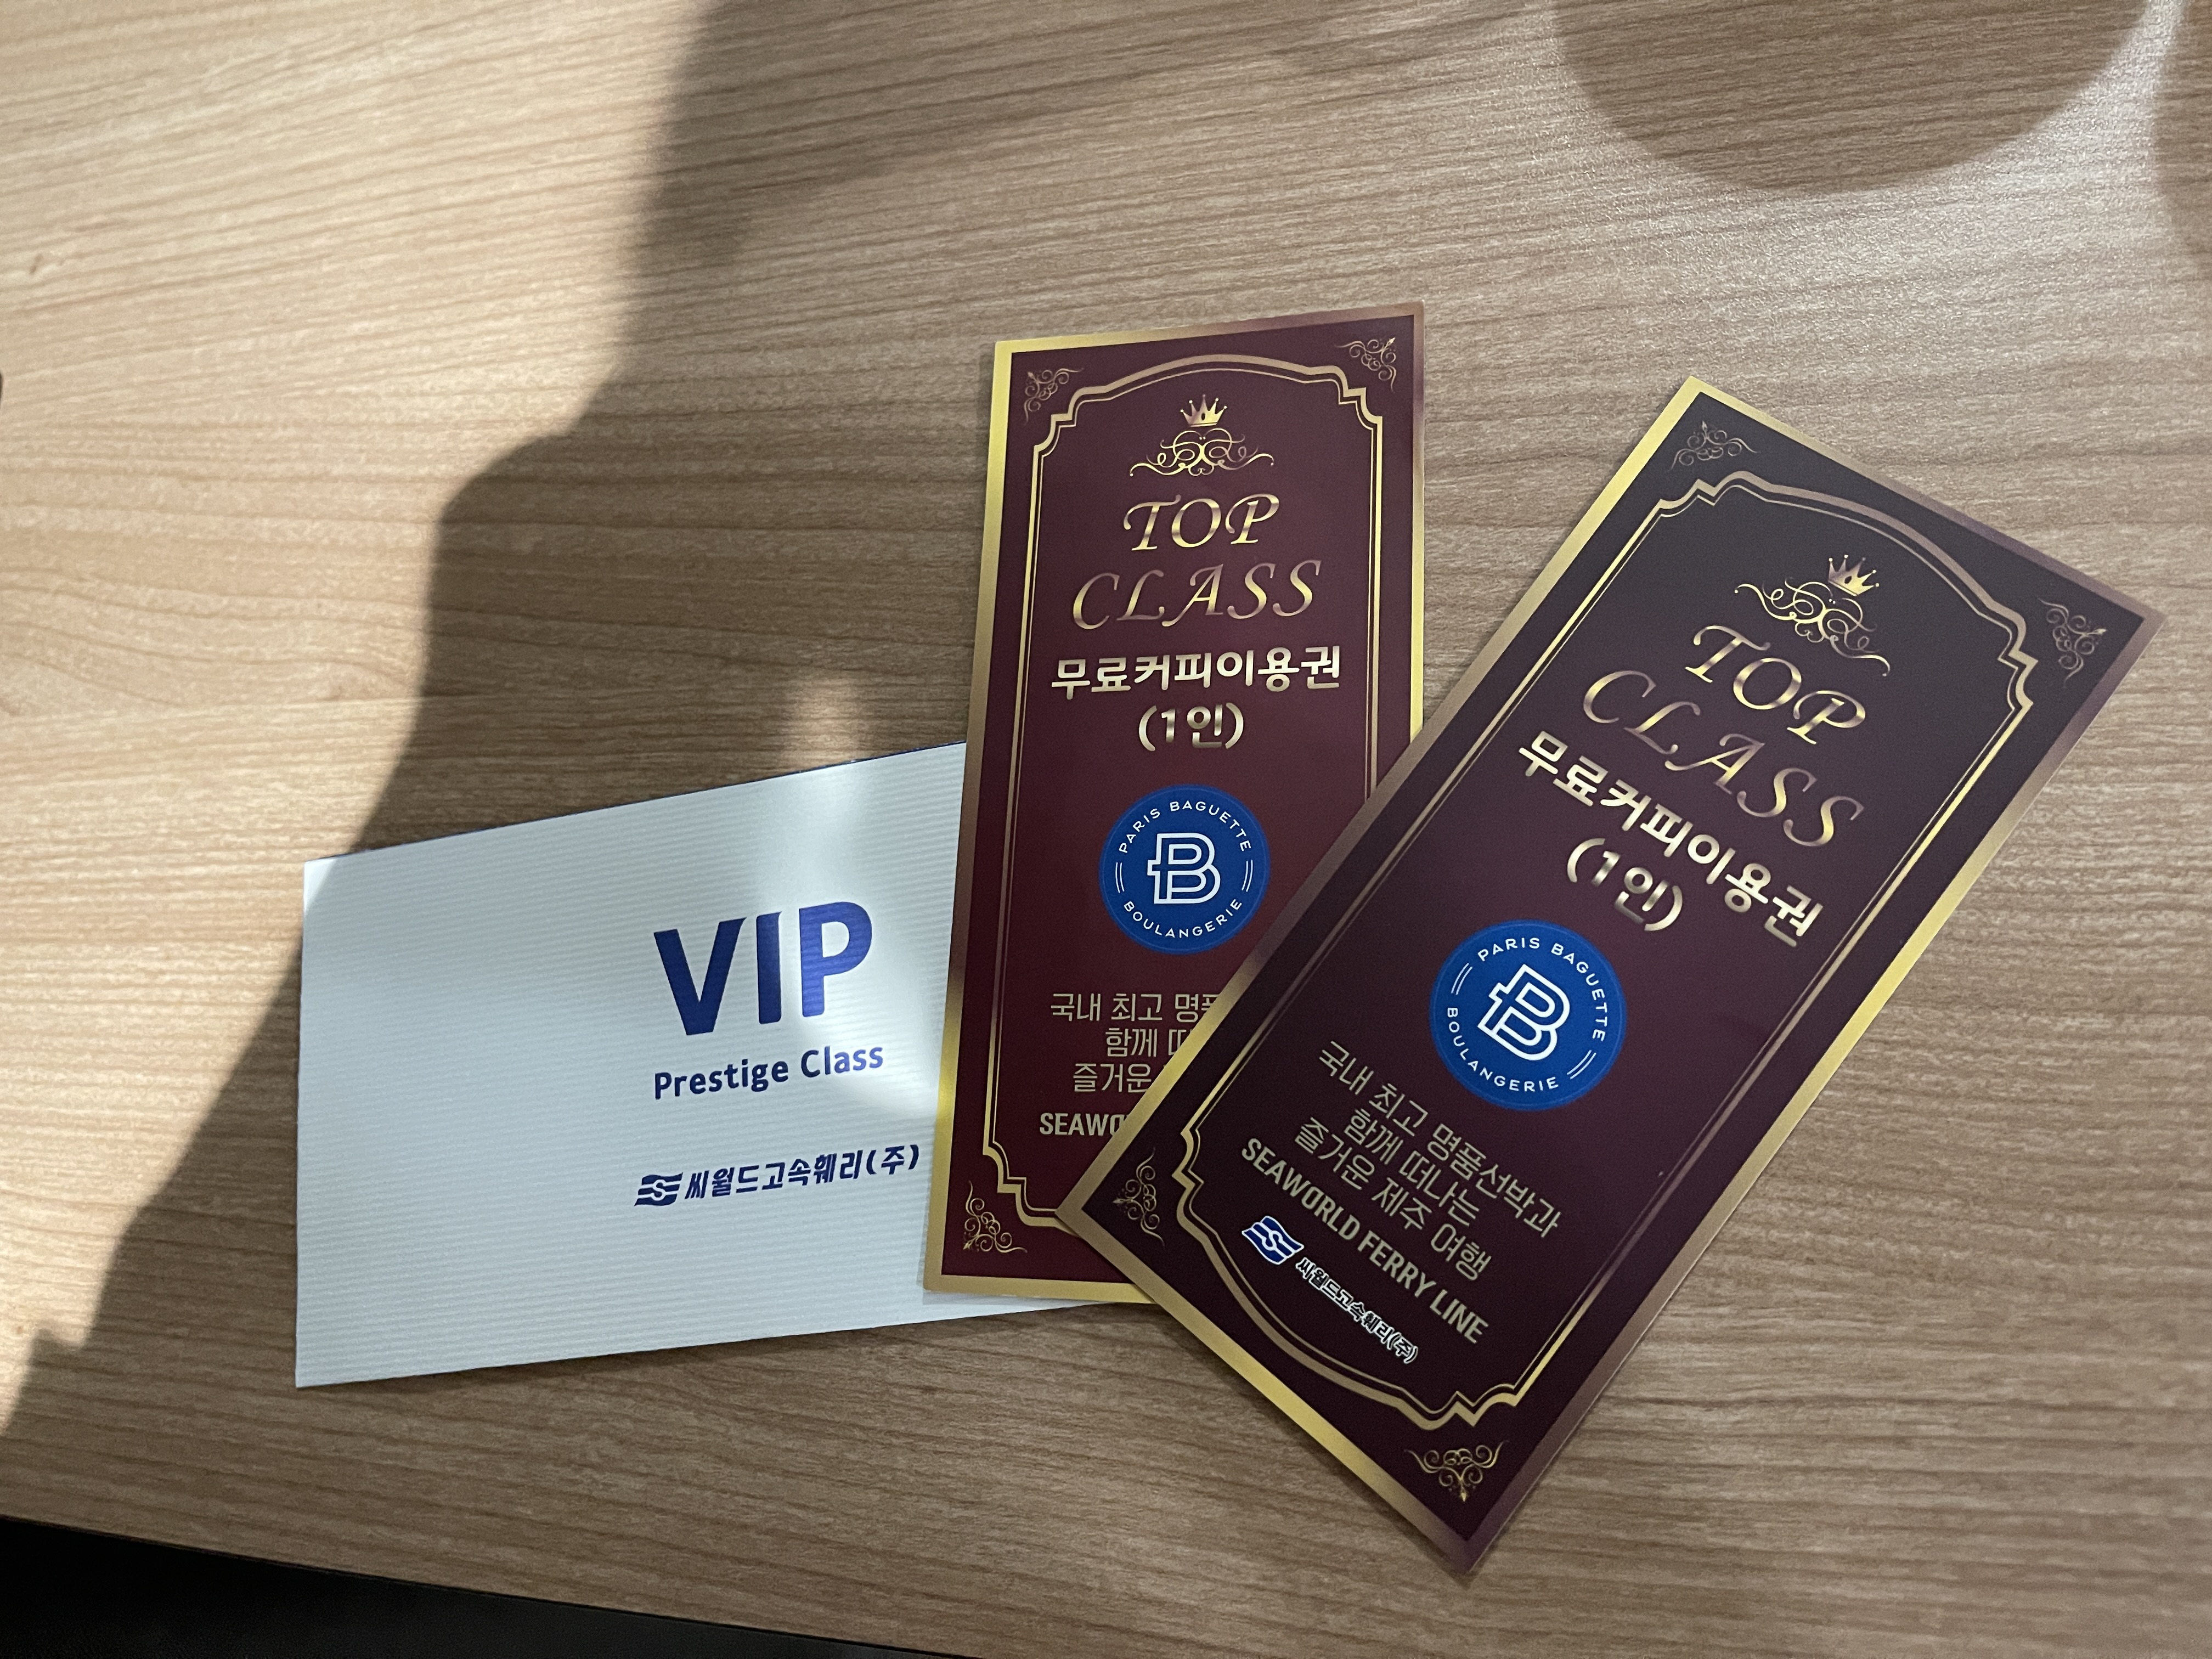 VIP
Prestige Class
씨월드고속훼리(주)
TOP
CLASS
무료커피이용권
(1인)
PARIS BAGUETTE
B
BOULANGERIE
국내 최고
함께
즐거운
TOP
CLASS
무료커피이용권
(1인)
PARIS BAGUETTE
B
BOULANGERIE
국내 최고 명품선박과
함께 떠나는
즐거운 제주 여행
SEAWORLD FERRY LINE
씨월드고속훼리(주)